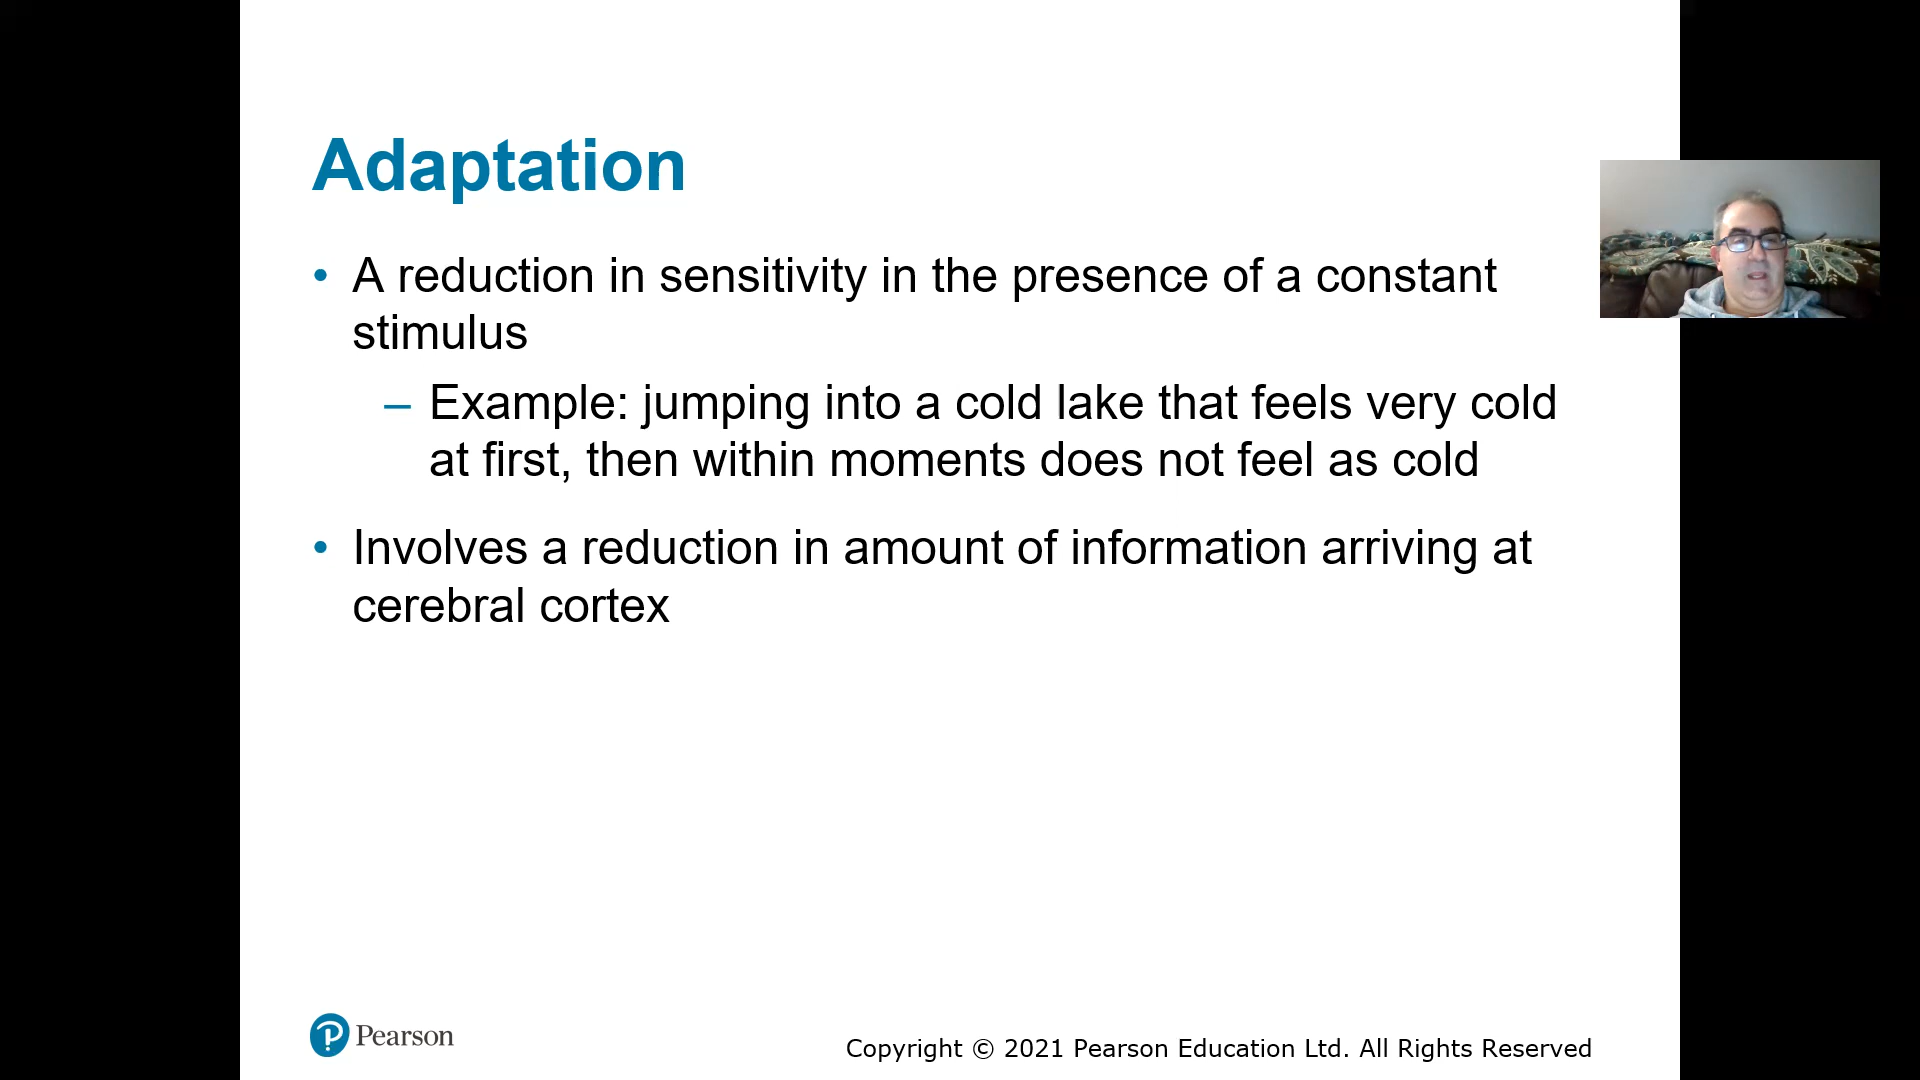 Adaptation
• A reduction in sensitivity in the presence of a constant
stimulus
– Example: jumping into a cold lake that feels very cold
at first, then within moments does not feel as cold
• Involves a reduction in amount of information arriving at
cerebral cortex
Pearson
Copyright © 2021 Pearson Education Ltd. All Rights Reserved